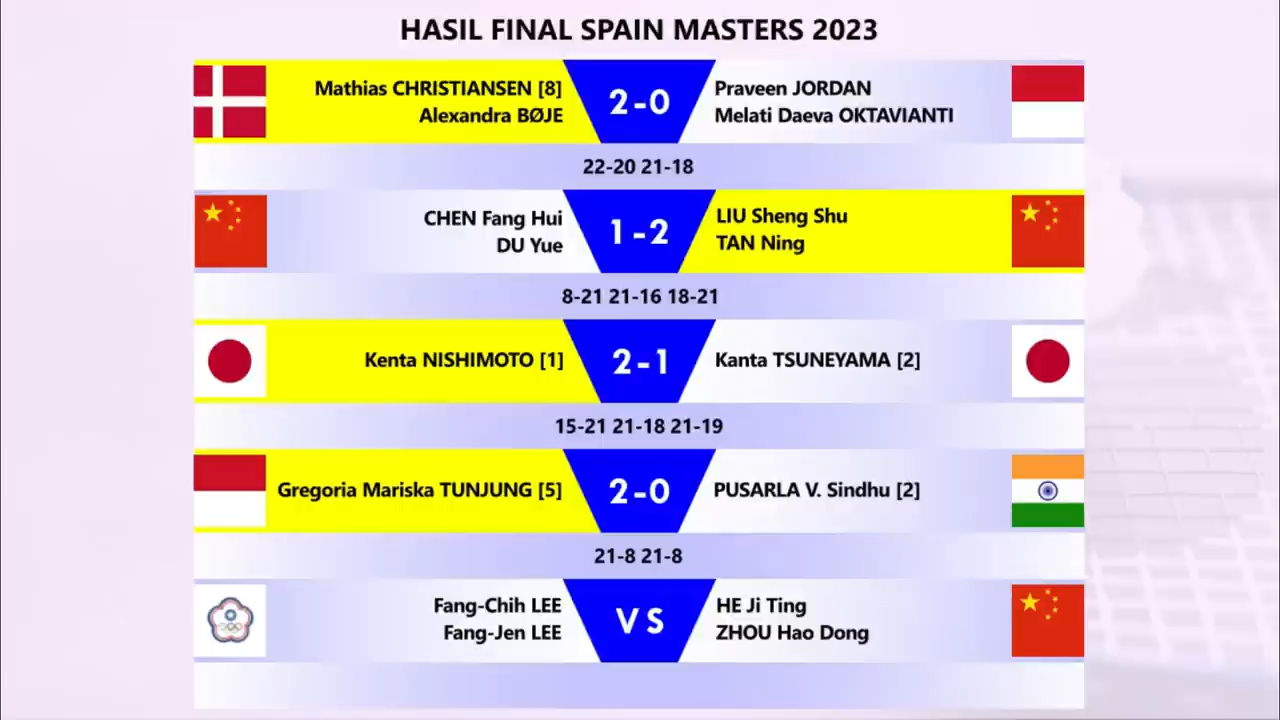 HASIL FINAL SPAIN MASTERS 2023
Mathias CHRISTIANSEN [8]
Alexandra BØJE
2-0
Praveen JORDAN
Melati Daeva OKTAVIANTI
22-20 21-18
CHEN Fang Hui
DU Yue
1-2
LIU Sheng Shu
TAN Ning
8-21 21-16 18-21
Kenta NISHIMOTO [1]
2-1
Kanta TSUNEYAMA [2]
15-21 21-18 21-19
Gregoria Mariska TUNJUNG [5]
2-0
PUSARLA V. Sindhu [2]
21-8 21-8
Fang-Chih LEE
Fang-Jen LEE
VS
HE Ji Ting
ZHOU Hao Dong